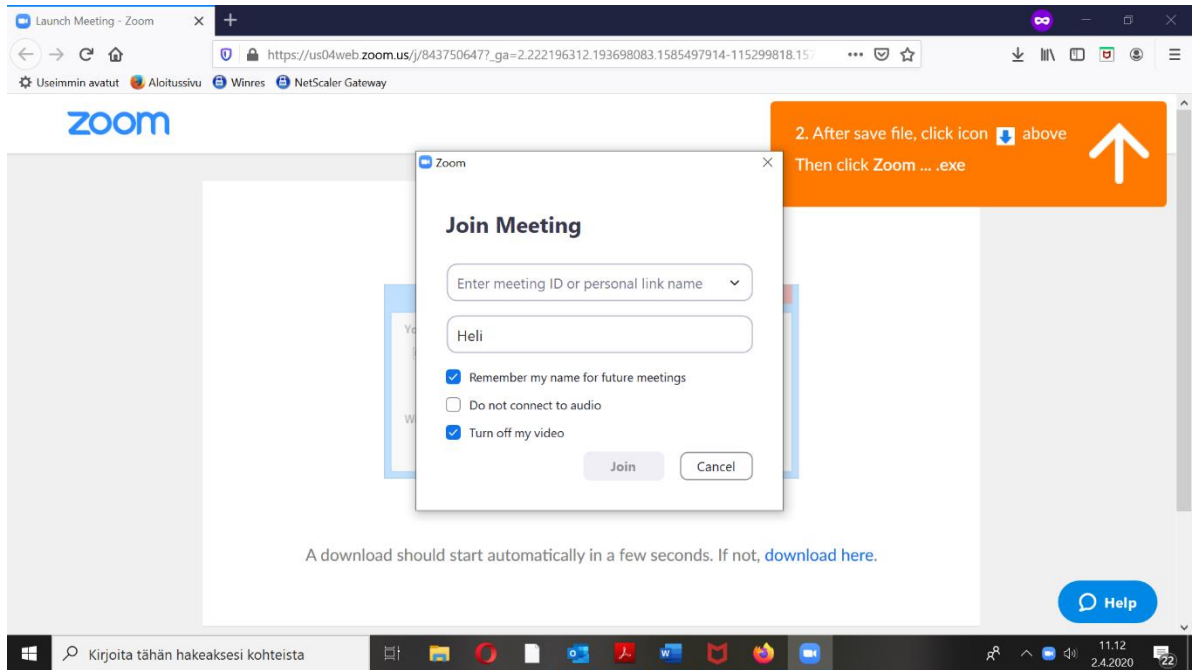 Launch Meeting - Zoom
https://us04web.zoom.us/j/843750647?_ga=2.222196312.193698083.1585497914-115299818.157
Useimmin avatut Aloitussivu Winres NetScaler Gateway
zoom
2. After save file, click icon above
Then click Zoom ... .exe
Zoom
Join Meeting
Enter meeting ID or personal link name
Heli
Remember my name for future meetings
Do not connect to audio
Turn off my video
Join Cancel
A download should start automatically in a few seconds. If not, download here.
Help
Kirjoita tähän hakeaksesi kohteista
11.12
2.4.2020
22